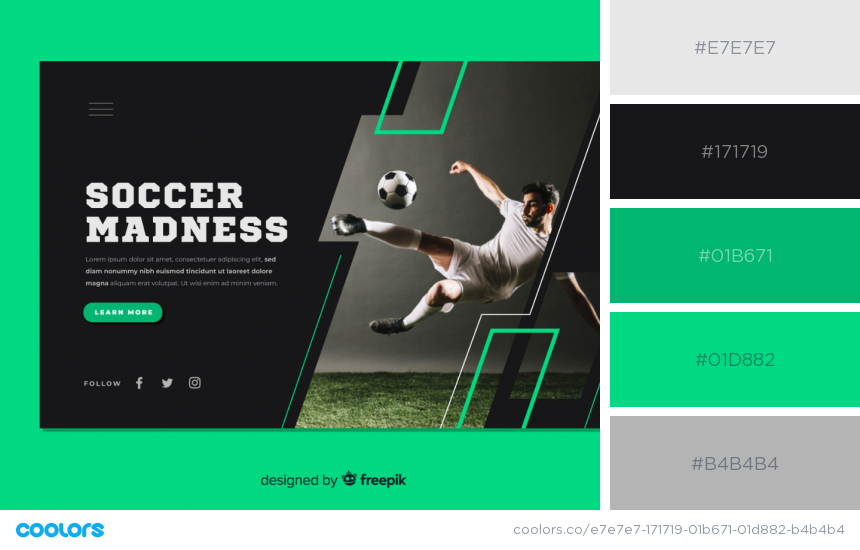 SOCCER
MADNESS
Lorem ipsum dolor sit amet, consectetuer adipiscing elit, sed
diam nonummy nibh euismod tincidunt ut laoreet dolore
magna aliquam erat volutpat. Ut wisi enim ad minim veniam.
LEARN MORE
FOLLOW
designed by freepik
#E7E7E7
#171719
#01B671
#01D882
#B4B4B4
coolors
coolors.co/e7e7e7-171719-01b671-01d882-b4b4b4